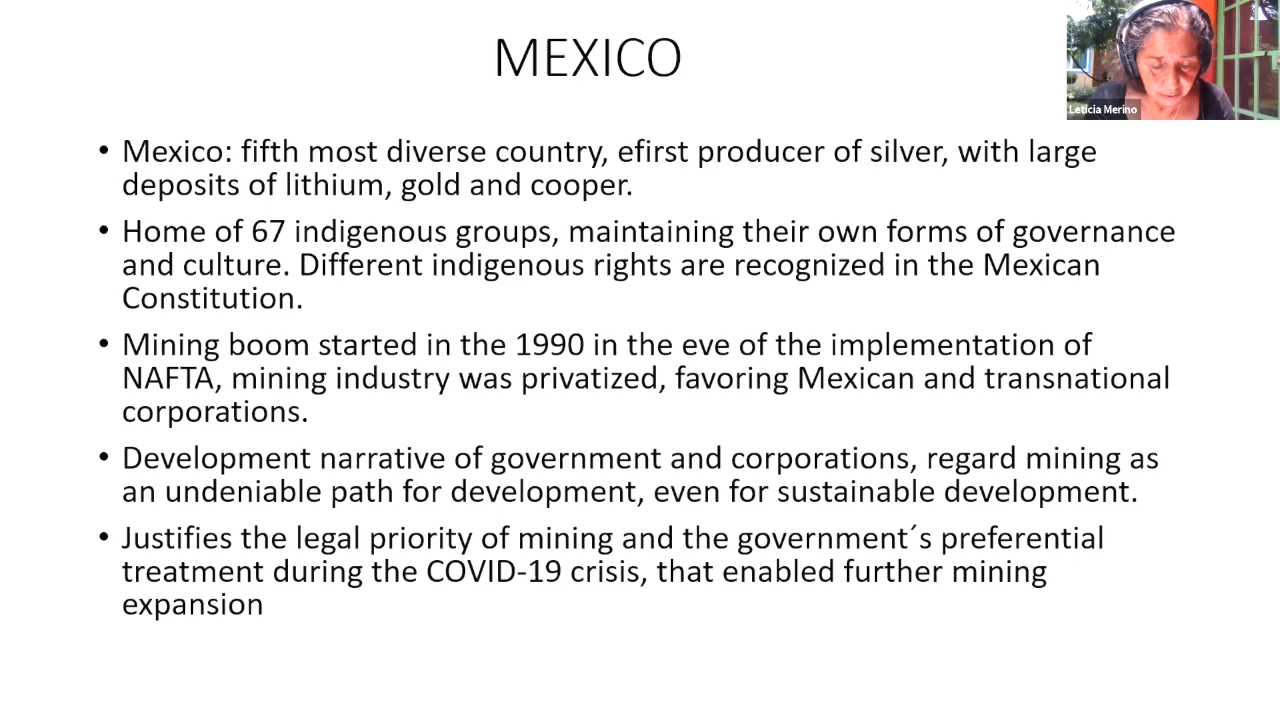 MEXICO
Leticia Merino
• Mexico: fifth most diverse country, efirst producer of silver, with large
deposits of lithium, gold and cooper.
• Home of 67 indigenous groups, maintaining their own forms of governance
and culture. Different indigenous rights are recognized in the Mexican
Constitution.
• Mining boom started in the 1990 in the eve of the implementation of
NAFTA, mining industry was privatized, favoring Mexican and transnational
corporations.
• Development narrative of government and corporations, regard mining as
an undeniable path for development, even for sustainable development.
• Justifies the legal priority of mining and the government´s preferential
treatment during the COVID-19 crisis, that enabled further mining
expansion